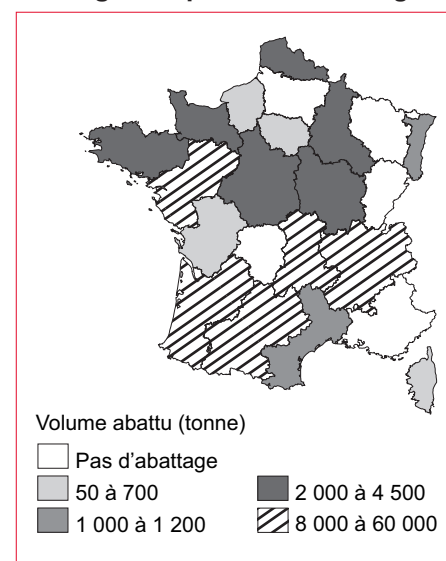 Volume abattu (tonne)
Pas d’abattage
50 à 700
1 000 à 1 200
2 000 à 4 500
8 000 à 60 000